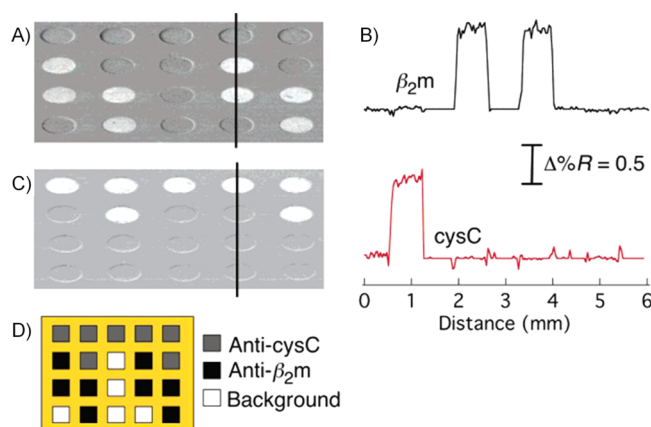 A)
B)
β₂m
Δ%R = 0.5
C)
cysC
0 1 2 3 4 5 6
Distance (mm)
D)
Anti-cysC
Anti-β₂m
Background